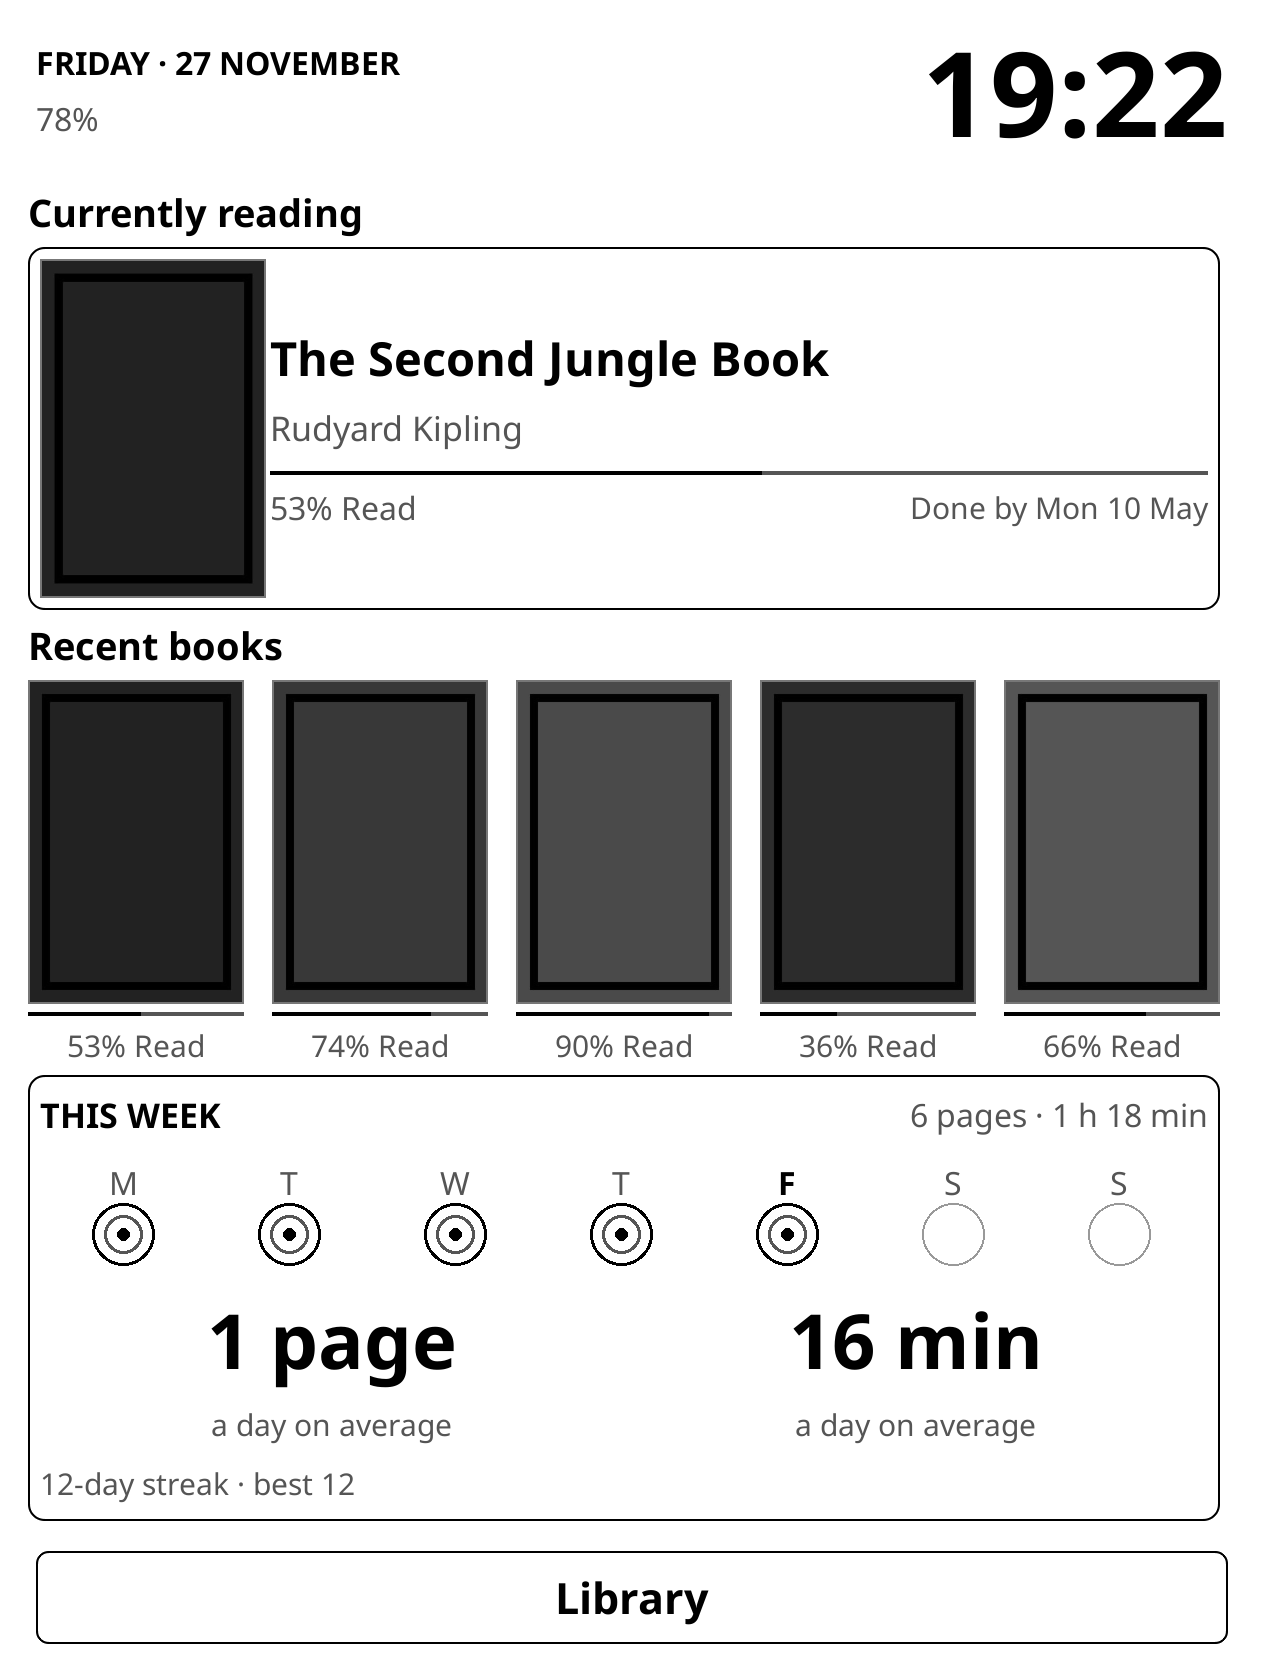 FRIDAY · 27 NOVEMBER
78%
19:22
Currently reading
The Second Jungle Book
Rudyard Kipling
53% Read
Done by Mon 10 May
Recent books
53% Read
74% Read
90% Read
36% Read
66% Read
THIS WEEK
6 pages · 1 h 18 min
M T W T F S S
1 page
16 min
a day on average
a day on average
12-day streak · best 12
Library